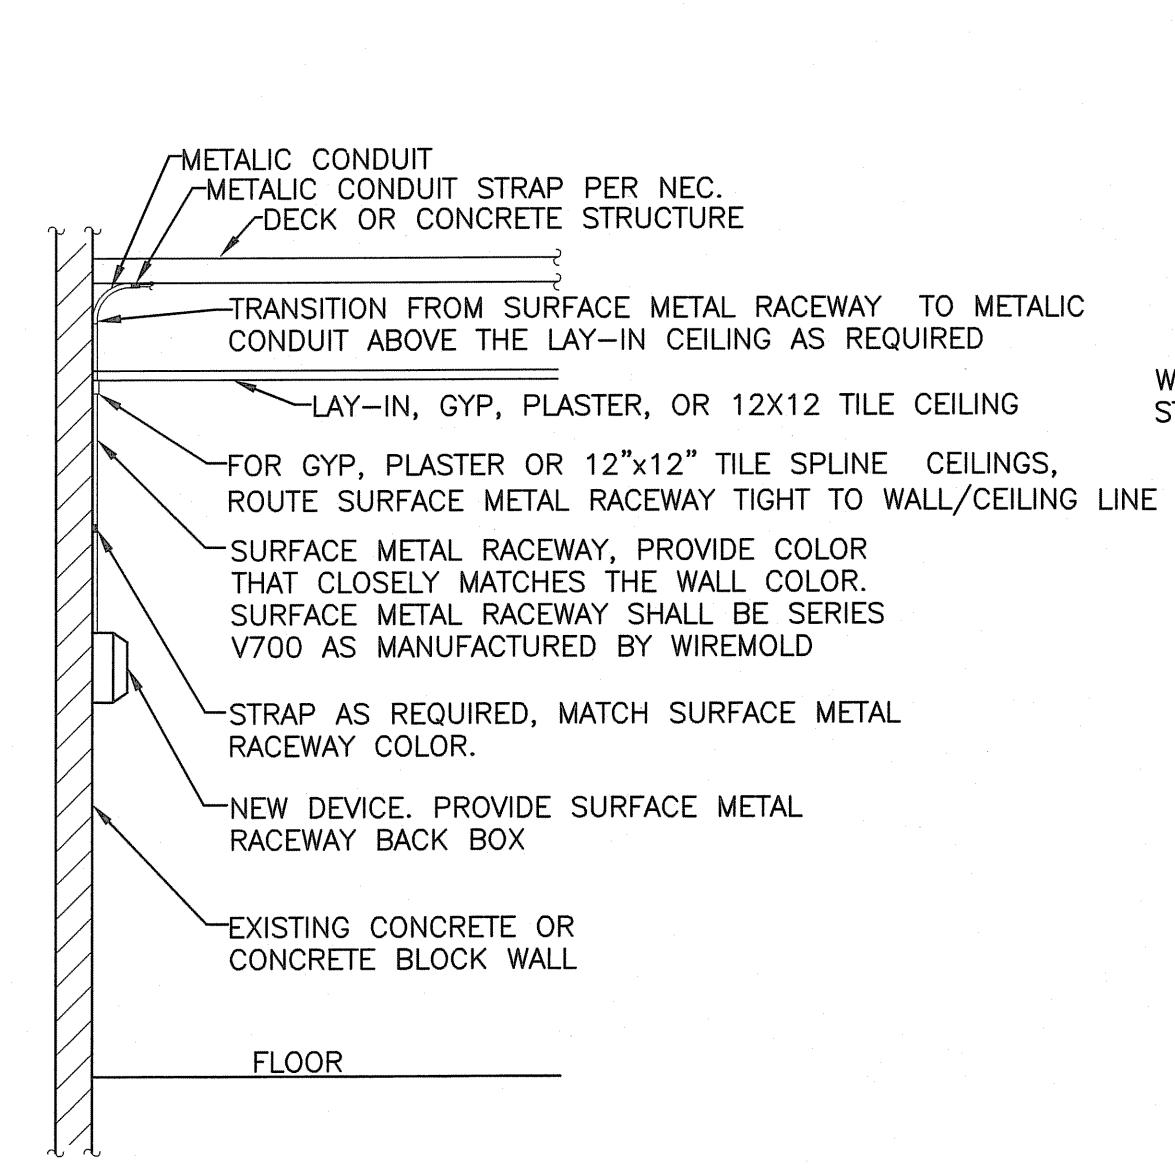 METALIC CONDUIT
METALIC CONDUIT STRAP PER NEC.
DECK OR CONCRETE STRUCTURE
TRANSITION FROM SURFACE METAL RACEWAY TO METALIC
CONDUIT ABOVE THE LAY-IN CEILING AS REQUIRED
LAY-IN, GYP, PLASTER, OR 12X12 TILE CEILING
FOR GYP, PLASTER OR 12"x12" TILE SPLINE CEILINGS,
ROUTE SURFACE METAL RACEWAY TIGHT TO WALL/CEILING LINE
SURFACE METAL RACEWAY, PROVIDE COLOR
THAT CLOSELY MATCHES THE WALL COLOR.
SURFACE METAL RACEWAY SHALL BE SERIES
V700 AS MANUFACTURED BY WIREMOLD
STRAP AS REQUIRED, MATCH SURFACE METAL
RACEWAY COLOR.
NEW DEVICE. PROVIDE SURFACE METAL
RACEWAY BACK BOX
EXISTING CONCRETE OR
CONCRETE BLOCK WALL
FLOOR